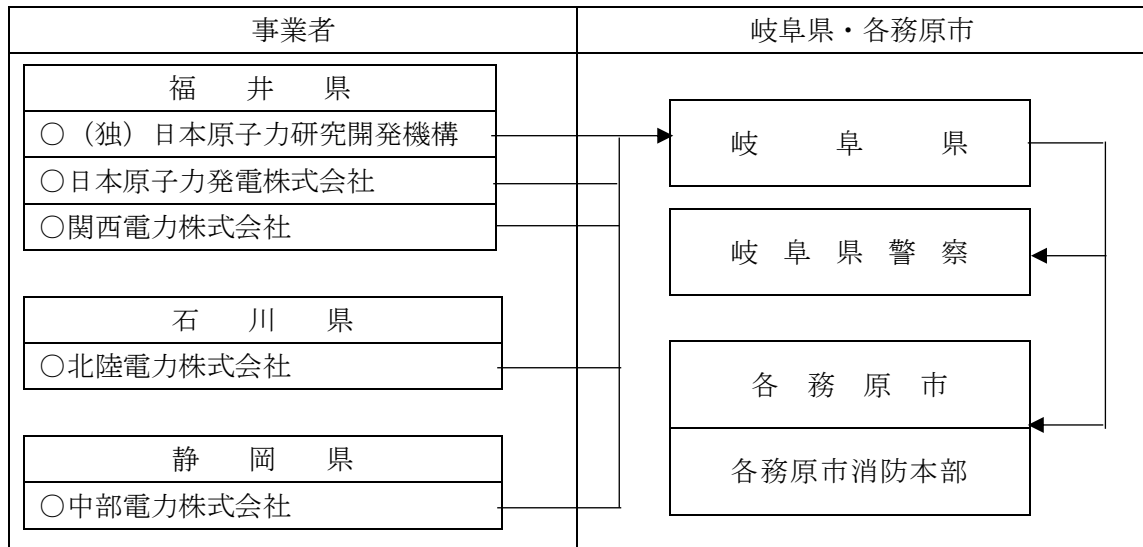 事業者
岐阜県・各務原市
福井県
○（独）日本原子力研究開発機構
○日本原子力発電株式会社
○関西電力株式会社
石川県
○北陸電力株式会社
静岡県
○中部電力株式会社
岐阜県
岐阜県警察
各務原市
各務原市消防本部